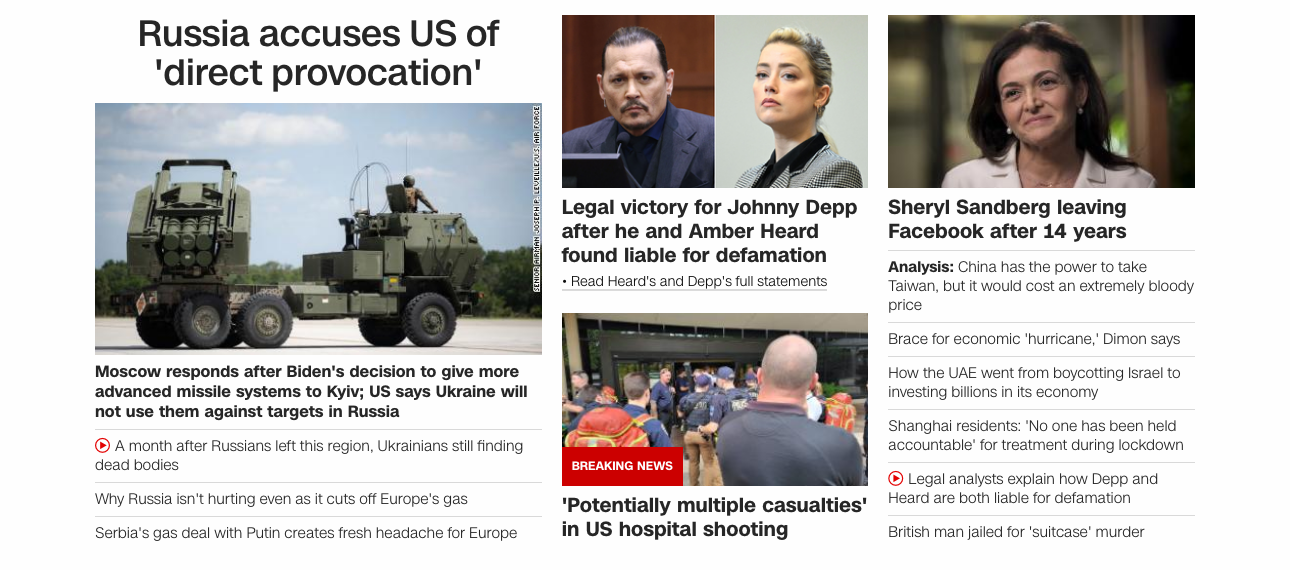 Russia accuses US of
'direct provocation'
SENIOR AIRMAN JOSEPH P. LEVEILLE/U.S. AIR FORCE
Moscow responds after Biden's decision to give more
advanced missile systems to Kyiv; US says Ukraine will
not use them against targets in Russia
A month after Russians left this region, Ukrainians still finding
dead bodies
Why Russia isn't hurting even as it cuts off Europe's gas
Serbia's gas deal with Putin creates fresh headache for Europe
Legal victory for Johnny Depp
after he and Amber Heard
found liable for defamation
• Read Heard's and Depp's full statements
BREAKING NEWS
'Potentially multiple casualties'
in US hospital shooting
Sheryl Sandberg leaving
Facebook after 14 years
Analysis: China has the power to take
Taiwan, but it would cost an extremely bloody
price
Brace for economic 'hurricane,' Dimon says
How the UAE went from boycotting Israel to
investing billions in its economy
Shanghai residents: 'No one has been held
accountable' for treatment during lockdown
Legal analysts explain how Depp and
Heard are both liable for defamation
British man jailed for 'suitcase' murder